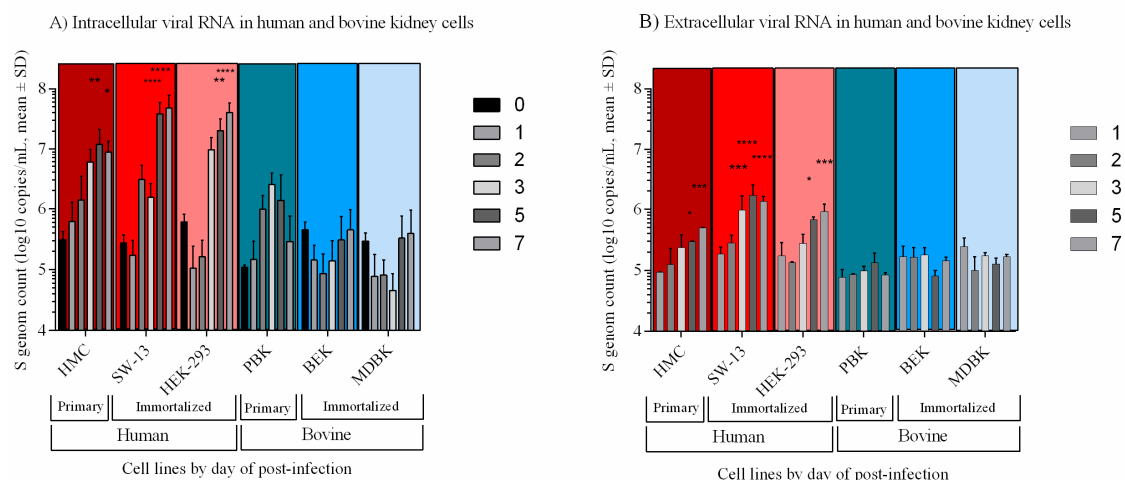 A) Intracellular viral RNA in human and bovine kidney cells
S genom count (log10 copies/mL, mean ± SD)
8
7
6
5
4
** *
**** ****
** ****
HMC
SW-13
HEK-293
PBK
BEK
MDBK
Primary
Immortalized
Primary
Immortalized
Human
Bovine
Cell lines by day of post-infection
0
1
2
3
5
7
B) Extracellular viral RNA in human and bovine kidney cells
S genom count (log10 copies/mL, mean ± SD)
8
7
6
5
4
* ***
*** **** ****
* ***
HMC
SW-13
HEK-293
PBK
BEK
MDBK
Primary
Immortalized
Primary
Immortalized
Human
Bovine
Cell lines by day of post-infection
1
2
3
5
7